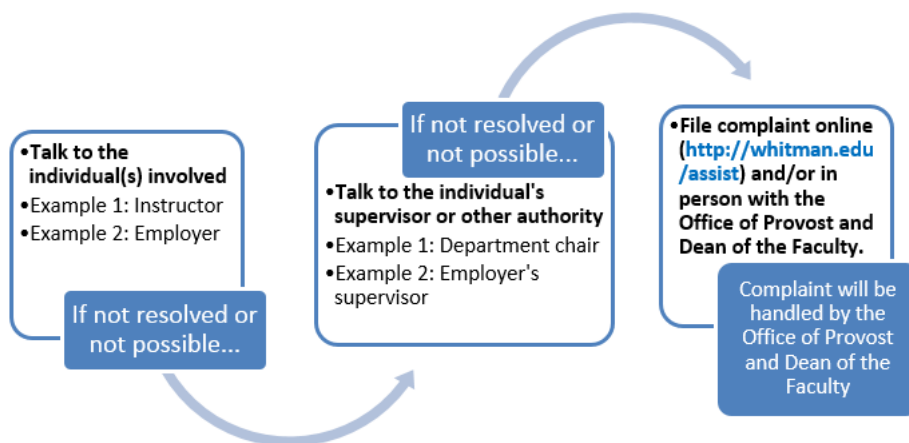 •Talk to the
individual(s) involved
•Example 1: Instructor
•Example 2: Employer
If not resolved or
not possible...
If not resolved or
not possible...
•Talk to the individual's
supervisor or other authority
•Example 1: Department chair
•Example 2: Employer's
supervisor
•File complaint online
(http://whitman.edu
/assist) and/or in
person with the
Office of Provost and
Dean of the Faculty.
Complaint will be
handled by the
Office of Provost
and Dean of the
Faculty